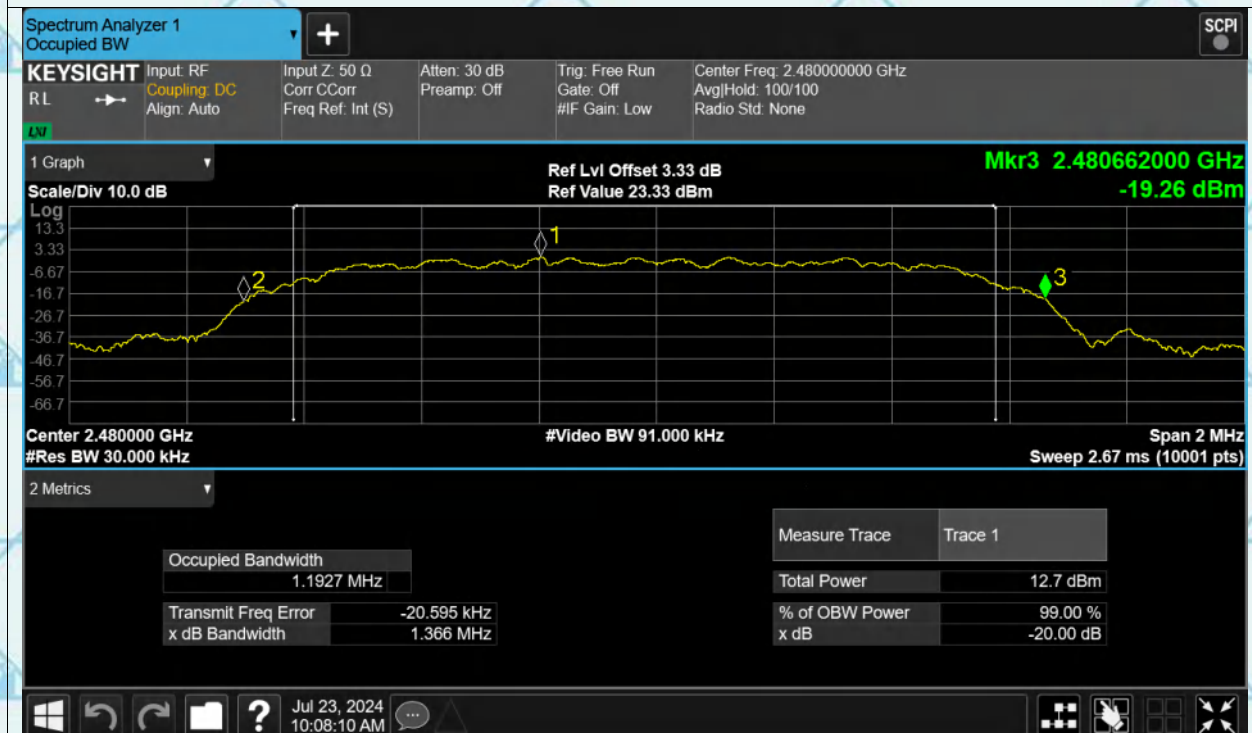 Spectrum Analyzer 1
Occupied BW
SCPI
KEYSIGHT
RL
LXI
Input: RF
Coupling: DC
Align: Auto
Input Z: 50 Ω
Corr CCorr
Freq Ref: Int (S)
Atten: 30 dB
Preamp: Off
Trig: Free Run
Gate: Off
#IF Gain: Low
Center Freq: 2.480000000 GHz
Avg|Hold: 100/100
Radio Std: None
1 Graph
Scale/Div 10.0 dB
Ref Lvl Offset 3.33 dB
Ref Value 23.33 dBm
Mkr3 2.480662000 GHz
-19.26 dBm
Log
13.3
3.33
-6.67
-16.7
-26.7
-36.7
-46.7
-56.7
-66.7
1
2
3
Center 2.480000 GHz
#Video BW 91.000 kHz
Span 2 MHz
#Res BW 30.000 kHz
Sweep 2.67 ms (10001 pts)
2 Metrics
Occupied Bandwidth
1.1927 MHz
Transmit Freq Error -20.595 kHz
x dB Bandwidth 1.366 MHz
Measure Trace Trace 1
Total Power 12.7 dBm
% of OBW Power 99.00 %
x dB -20.00 dB
?
Jul 23, 2024
10:08:10 AM